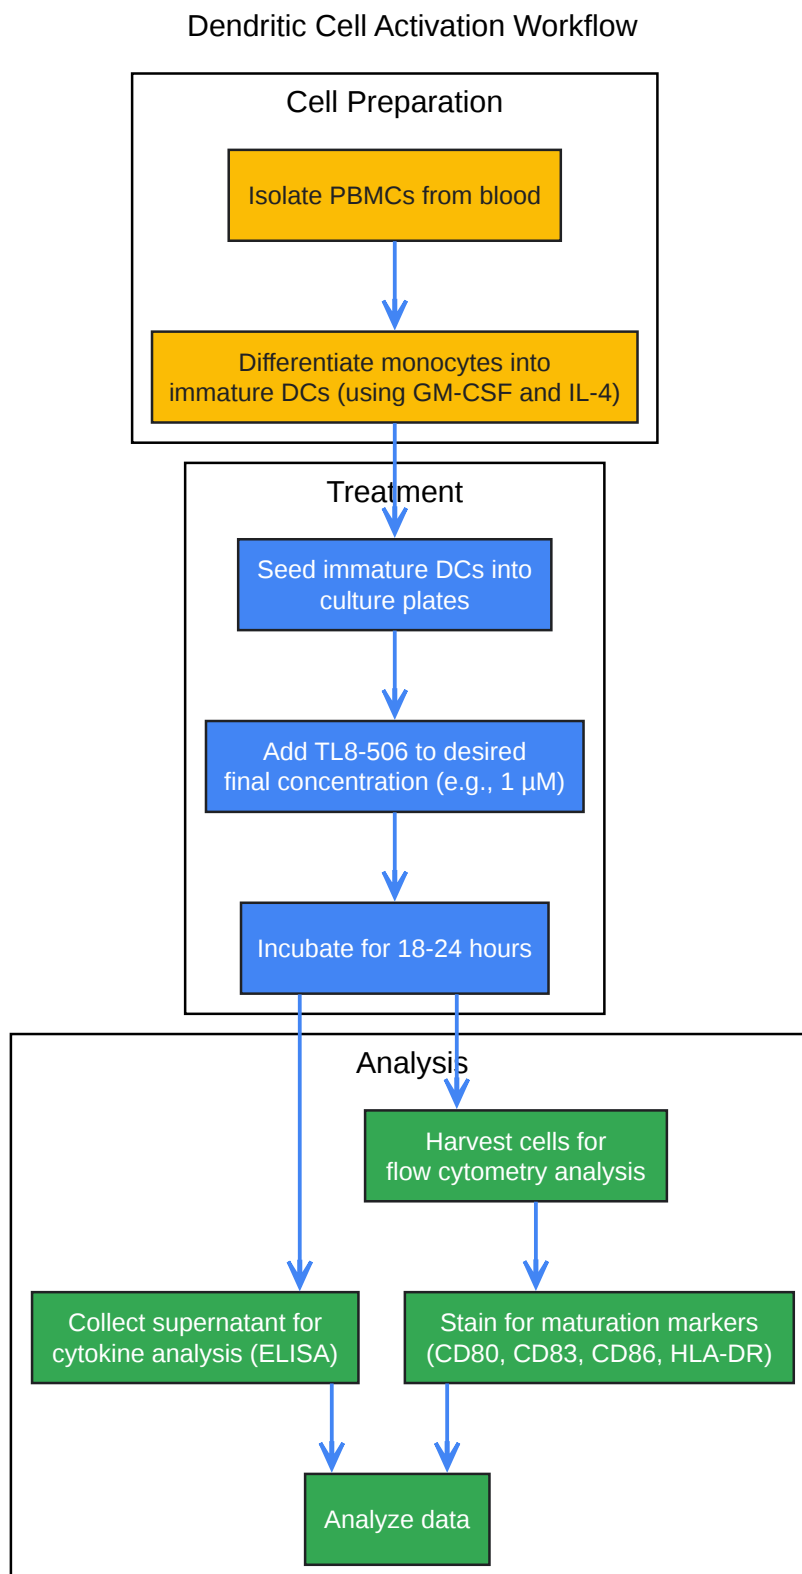 Dendritic Cell Activation Workflow
Cell Preparation
Isolate PBMCs from blood
Differentiate monocytes into
immature DCs (using GM-CSF and IL-4)
Treatment
Seed immature DCs into
culture plates
Add TL8-506 to desired
final concentration (e.g., 1 µM)
Incubate for 18-24 hours
Analysis
Harvest cells for
flow cytometry analysis
Collect supernatant for
cytokine analysis (ELISA)
Stain for maturation markers
(CD80, CD83, CD86, HLA-DR)
Analyze data